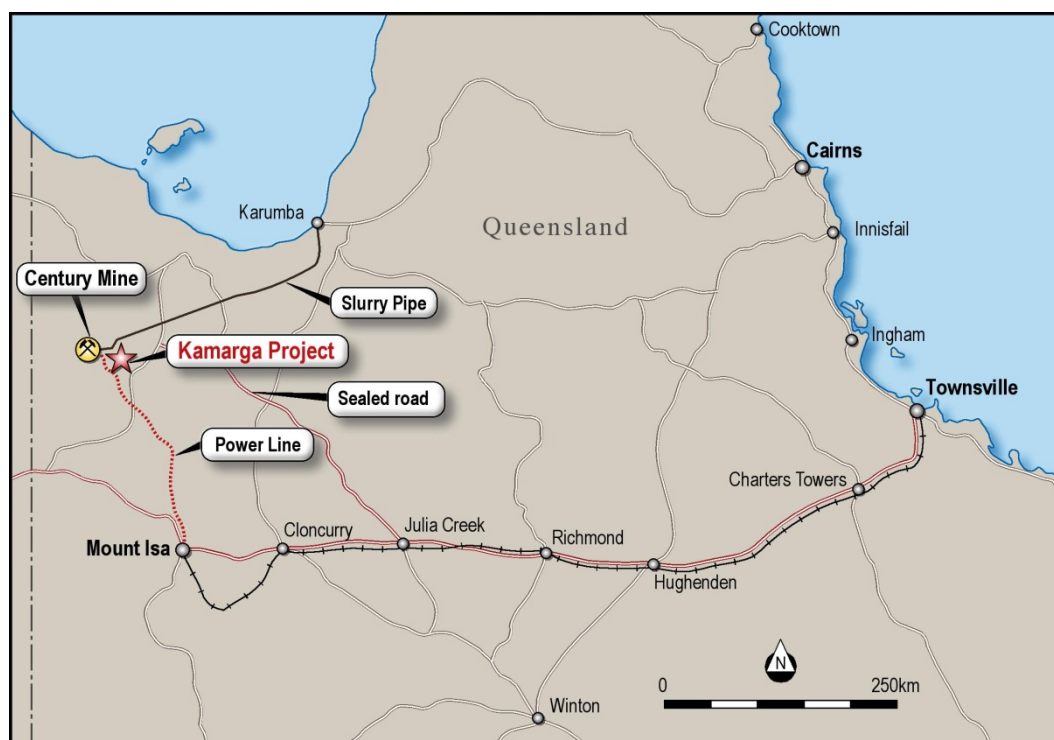 Cooktown
Cairns
Karumba
Queensland
Innisfail
Century Mine
Slurry Pipe
Ingham
Kamarga Project
Sealed road
Townsville
Power Line
Charters Towers
Julia Creek
Cloncurry
Richmond
Mount Isa
Hughenden
N
0 250km
Winton